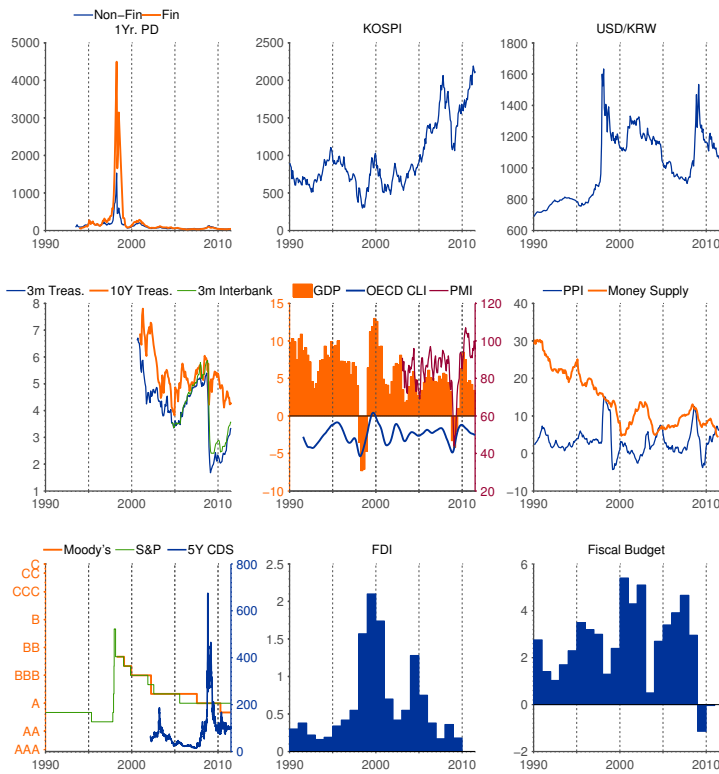 Non−Fin Fin
1Yr. PD
5000
4000
3000
2000
1000
0
1990 2000 2010
KOSPI
2500
2000
1500
1000
500
0
1990 2000 2010
USD/KRW
1800
1600
1400
1200
1000
800
600
1990 2000 2010
3m Treas. 10Y Treas. 3m Interbank
8
7
6
5
4
3
2
1
1990 2000 2010
GDP OECD CLI PMI
15 120
10 100
5 80
0 60
−5 40
−10 20
1990 2000 2010
PPI Money Supply
40
30
20
10
0
−10
1990 2000 2010
Moody's S&P 5Y CDS
C 800
CC
CCC
600
B
BB 400
BBB
A 200
AA
AAA 0
1990 2000 2010
FDI
2.5
2
1.5
1
0.5
0
1990 2000 2010
Fiscal Budget
6
4
2
0
−2
1990 2000 2010